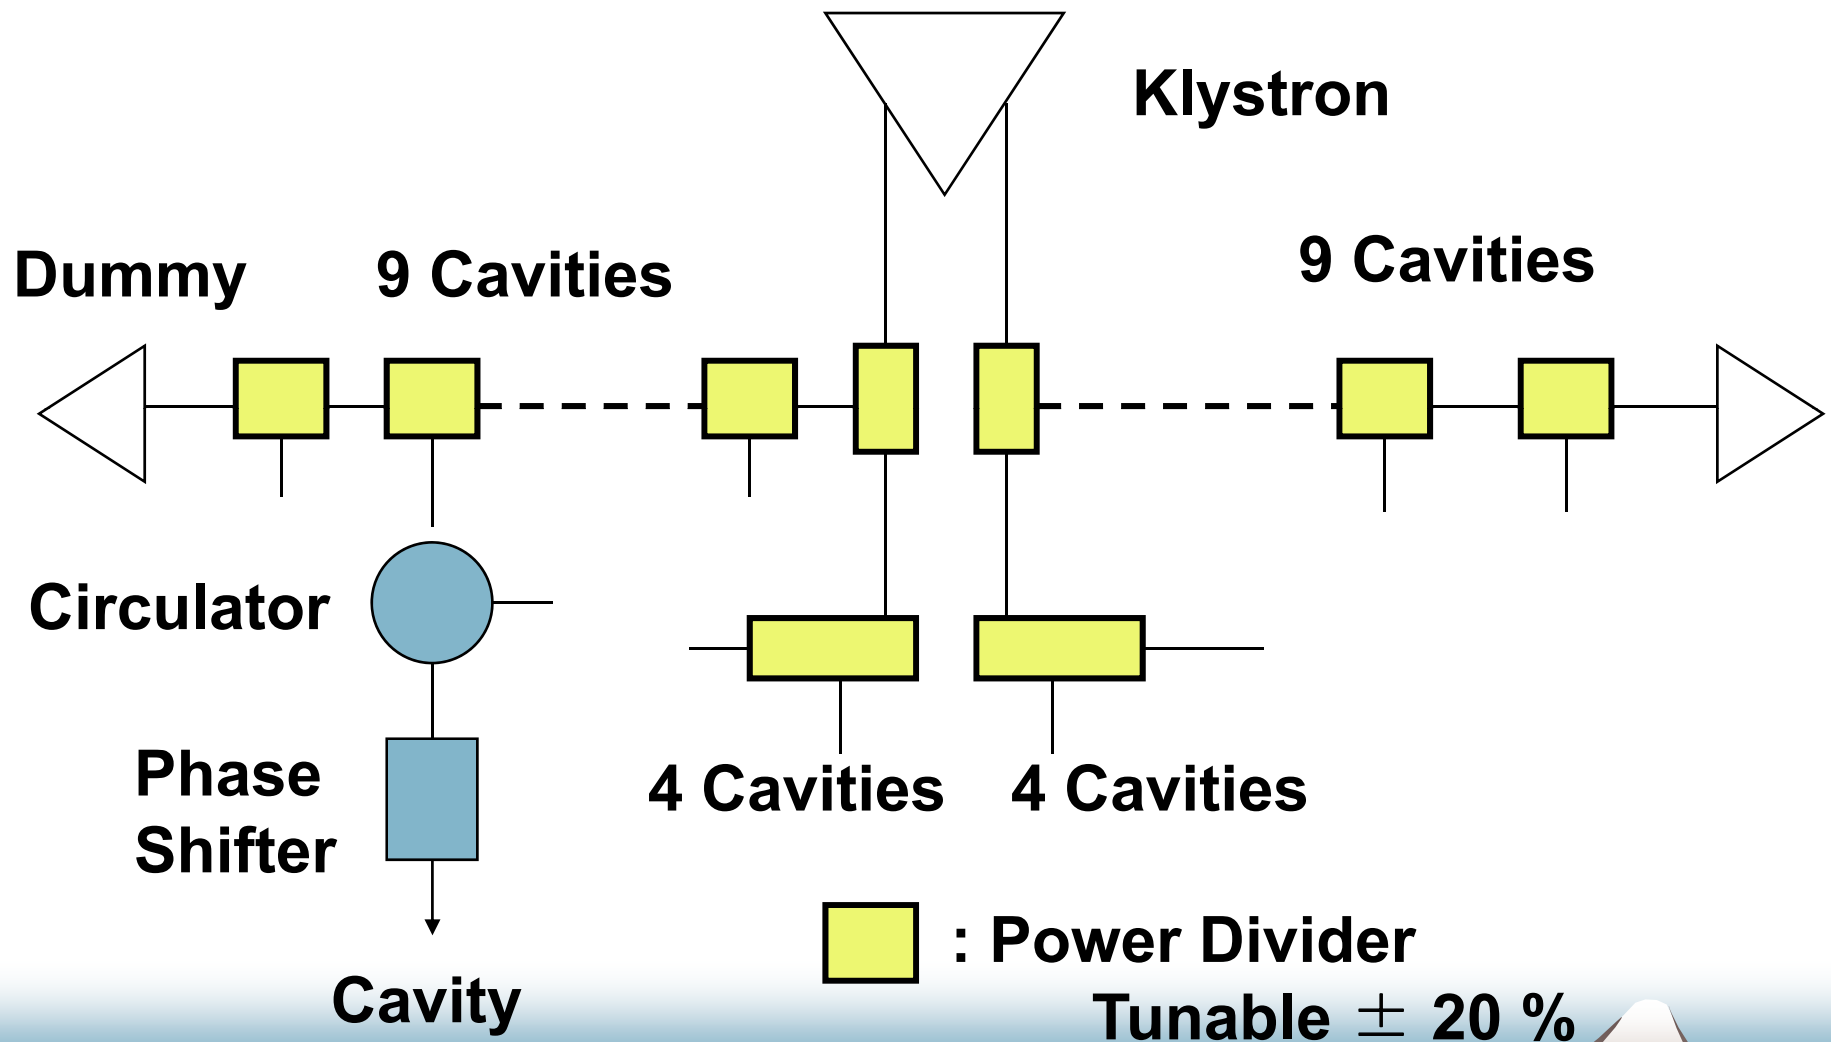 Klystron
Dummy
9 Cavities
9 Cavities
Circulator
Phase
Shifter
4 Cavities
4 Cavities
: Power Divider
Tunable ± 20 %
Cavity